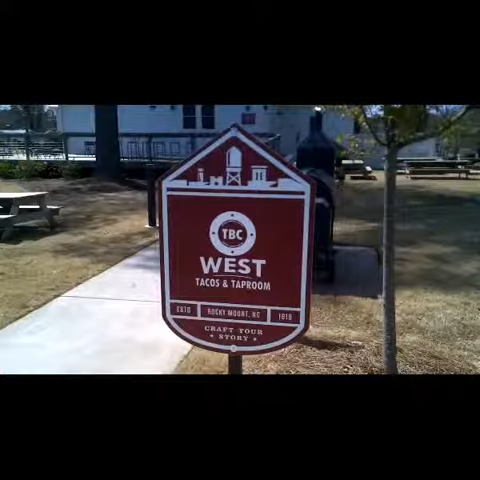 TBC
WEST
TACOS & TAPROOM
ESTD ROCKY MOUNT, NC 1818
CRAFT YOUR
• STORY •